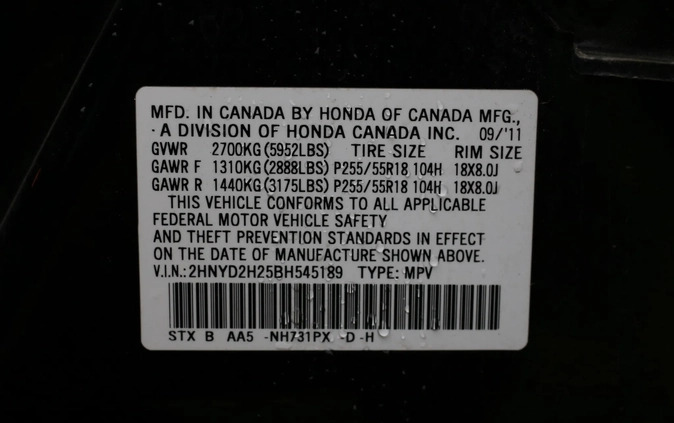 MFD. IN CANADA BY HONDA OF CANADA MFG.,
A DIVISION OF HONDA CANADA INC. 09/'11
GVWR 2700KG(5952LBS) TIRE SIZE RIM SIZE
GAWR F 1310KG(2888LBS) P255/55R18 104H 18X8.0J
GAWR R 1440KG(3175LBS) P255/55R18 104H 18X8.0J
THIS VEHICLE CONFORMS TO ALL APPLICABLE
FEDERAL MOTOR VEHICLE SAFETY
AND THEFT PREVENTION STANDARDS IN EFFECT
ON THE DATE OF MANUFACTURE SHOWN ABOVE.
V.I.N.: 2HNYD2H25BH545189 TYPE: MPV
STX B AA5 -NH731PX -D -H